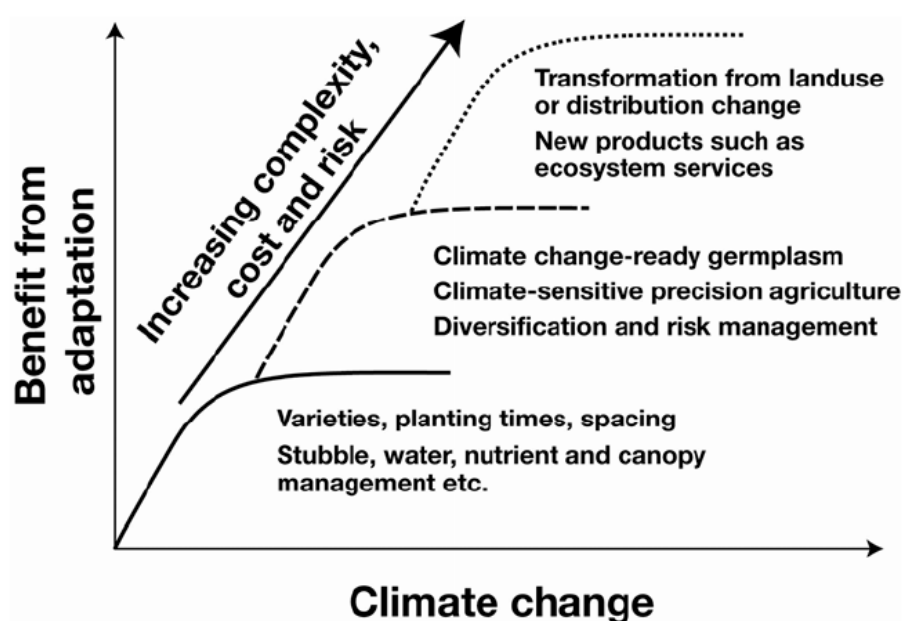 Increasing complexity,
cost and risk
Transformation from landuse
or distribution change
New products such as
ecosystem services
Benefit from
adaptation
Climate change-ready germplasm
Climate-sensitive precision agriculture
Diversification and risk management
Varieties, planting times, spacing
Stubble, water, nutrient and canopy
management etc.
Climate change